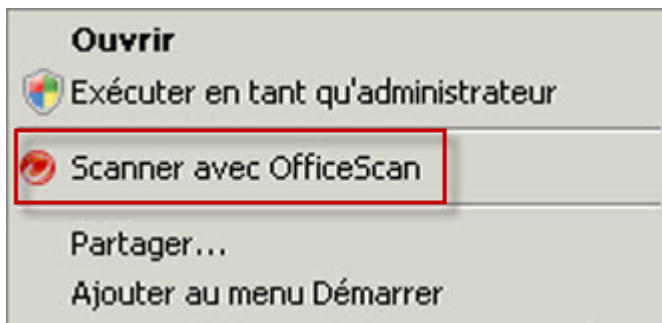 Ouvrir
Exécuter en tant qu'administrateur
Scanner avec OfficeScan
Partager...
Ajouter au menu Démarrer